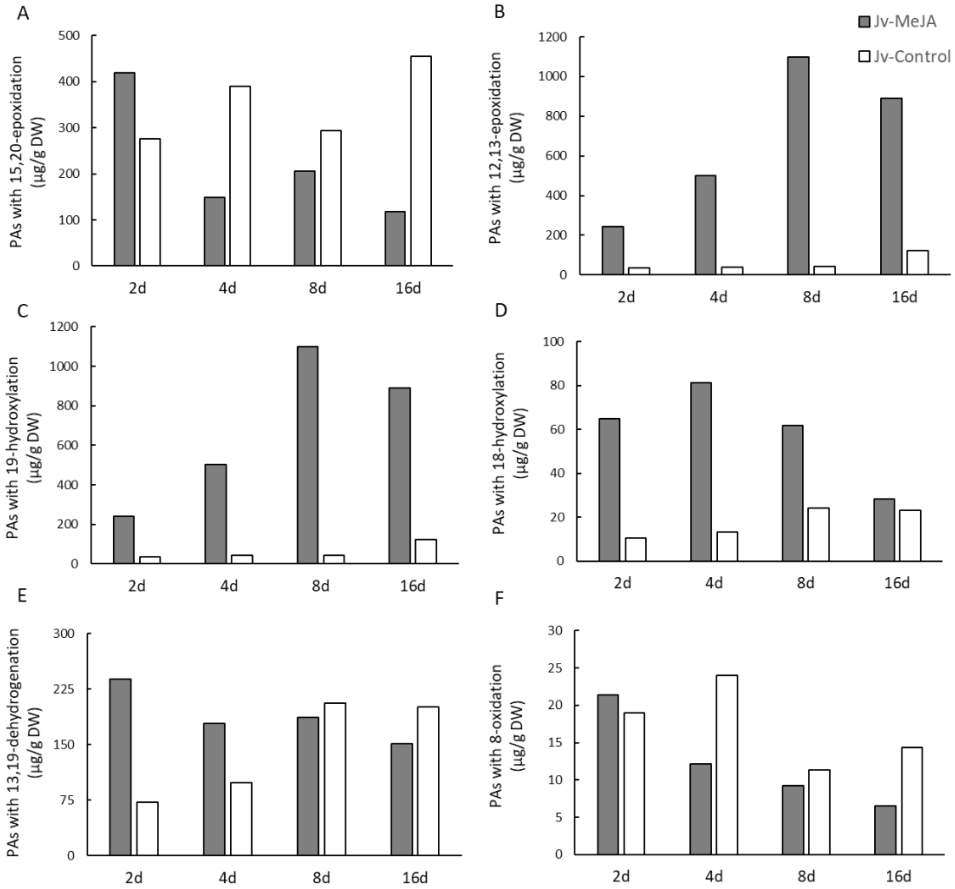 A
PAs with 15,20-epoxidation
(µg/g DW)
500
400
300
200
100
0
2d 4d 8d 16d
B
Jv-MeJA
Jv-Control
PAs with 12,13-epoxidation
(µg/g DW)
1200
1000
800
600
400
200
0
2d 4d 8d 16d
C
PAs with 19-hydroxylation
(µg/g DW)
1200
1000
800
600
400
200
0
2d 4d 8d 16d
D
PAs with 18-hydroxylation
(µg/g DW)
100
80
60
40
20
0
2d 4d 8d 16d
E
PAs with 13,19-dehydrogenation
(µg/g DW)
300
225
150
75
0
2d 4d 8d 16d
F
PAs with 8-oxidation
(µg/g DW)
30
25
20
15
10
5
0
2d 4d 8d 16d